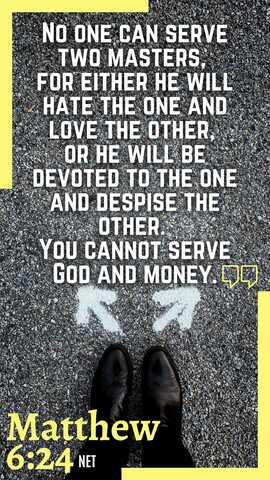 No one can serve
two masters,
for either he will
hate the one and
love the other,
or he will be
devoted to the one
and despise the
other.
You cannot serve
God and money.
Matthew
6:24 NET